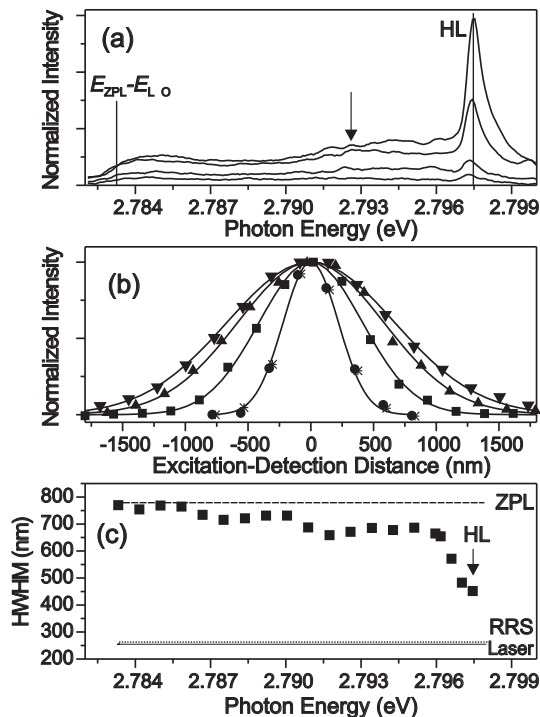 (a)
HL
E_ZPL-E_L O
Normalized Intensity
2.784 2.787 2.790 2.793 2.796 2.799
Photon Energy (eV)
(b)
Normalized Intensity
-1500 -1000 -500 0 500 1000 1500
Excitation-Detection Distance (nm)
800
700
600
500
400
300
200
HWHM (nm)
ZPL
(c)
HL
RRS
Laser
2.784 2.787 2.790 2.793 2.796 2.799
Photon Energy (eV)